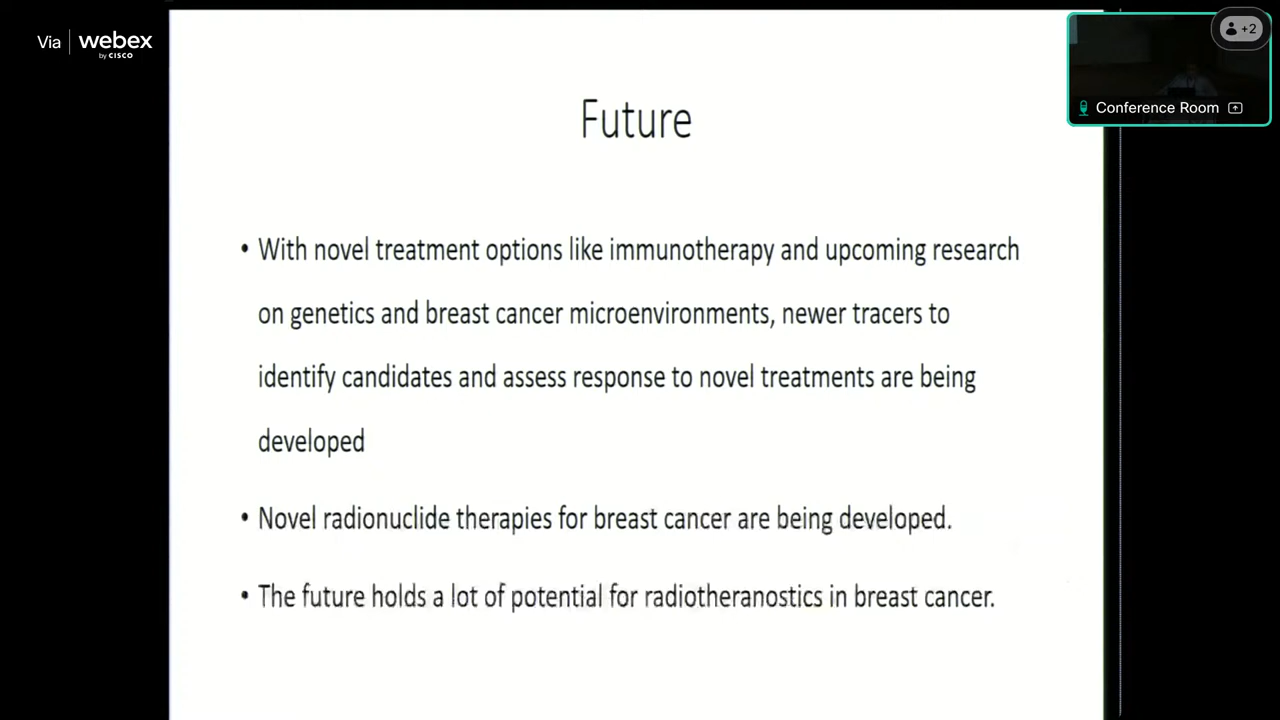 Via webex
by CISCO
+2
Conference Room
Future
• With novel treatment options like immunotherapy and upcoming research
on genetics and breast cancer microenvironments, newer tracers to
identify candidates and assess response to novel treatments are being
developed
• Novel radionuclide therapies for breast cancer are being developed.
• The future holds a lot of potential for radiotheranostics in breast cancer.